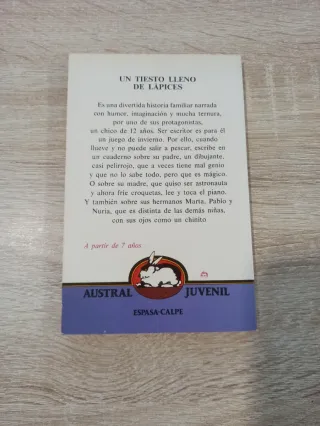 UN TIESTO LLENO
DE LÁPICES
Es una divertida historia familiar narrada
con humor, imaginación y mucha ternura,
por uno de sus protagonistas,
un chico de 12 años. Ser escritor es para él
un juego de invierno. Por ello, cuando
llueve y no puede salir a pescar, escribe en
un cuaderno sobre su padre, un dibujante,
casi pelirrojo, que a veces tiene mal genio
y que no lo sabe todo, pero que es mágico.
O sobre su madre, que quiso ser astronauta
y ahora fríe croquetas, lee y toca el piano.
Y también sobre sus hermanos María, Pablo y
Nuria, que es distinta de las demás niñas,
con sus ojos como un chinito
A partir de 7 años
AUSTRAL JUVENIL
ESPASA-CALPE